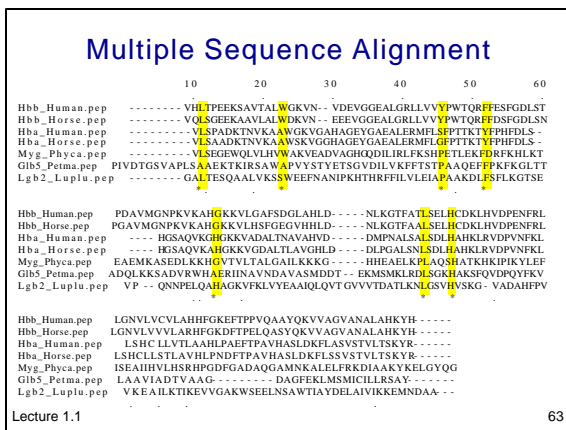 Multiple Sequence Alignment
10 20 30 40 50 60
Hbb_Human.pep - - - - - - - - VHLTPEEKSAVTALWGKVN-- VDEVGGEALGRLLVVYPWTQRFFESFGDLST
Hbb_Horse.pep - - - - - - - - VQLSGEEKAAVLALWDKVN-- EEEVGGEALGRLLVVYPWTQRFFDSFGDLSN
Hba_Human.pep - - - - - - - - VLSPADKTNVKAAWGKVGAHAGEYGAEALERMFLSFPTTKTYFPHFDLS--
Hba_Horse.pep - - - - - - - - VLSAADKTNVKAAWSKVGGHAGEYGAEALERMFLGFPTTKTYFPHFDLS--
Myg_Phyca.pep - - - - - - - - VLSEGEWQLVLHVWAKVEADVAGHGQDILIRLFKSHPETLEKFDRFKHLKT
Glb5_Petma.pep PIVDTGSVAPLSAAEKTKIRSAWAPVYSTYETSGVDILVKFFTSTPAAQEFFPKFKGLTT
Lgb2_Luplu.pep - - - - - - - - GALTESQAALVKSSWEEFNANIPKHTHRFFILVLEIAPAAKDLFSFLKGTSE
* * * *
Hbb_Human.pep PDAVMGNPKVKAHGKKVLGAFSDGLAHLD- - - - -NLKGTFATLSELHCDKLHVDPENFRL
Hbb_Horse.pep PGAVMGNPKVKAHGKKVLHSFGEGVHHLD- - - - -NLKGTFAALSELHCDKLHVDPENFRL
Hba_Human.pep - - - - HGSAQVKGHGKKVADALTNAVAHVD- - - - -DMPNALSALSDLHAHKLRVDPVNFKL
Hba_Horse.pep - - - - HGSAQVKAHGKKVGDALTLAVGHLD- - - - -DLPGALSNLSDLHAHKLRVDPVNFKL
Myg_Phyca.pep EAEMKASEDLKKHGVTVLTALGAILKKKG- - - - -HHEAELKPLAQSHATKHKIPIKYLEF
Glb5_Petma.pep ADQLKKSADVRWHAERIINAVNDAVASMDDT - - EKMSMKLRDLSGKHAKSFQVDPQYFKV
Lgb2_Luplu.pep VP - - QNNPELQAHAGKVFKLVYEAAIQLQVTGVVVTDATLKNLGSVHVSKG- VADAHFPV
* * *
Hbb_Human.pep LGNVLVCVLAHHFGKEFTPPVQAAYQKVVAGVANALAHKYH- - - - - -
Hbb_Horse.pep LGNVLVVVLARHFGKDFTPELQASYQKVVAGVANALAHKYH- - - - - -
Hba_Human.pep LSHCLLVTLAAHLPAEFTPAVHASLDKFLASVSTVLTSKYR- - - - - -
Hba_Horse.pep LSHCLLSTLAVHLPNDFTPAVHASLDKFLSSVSTVLTSKYR- - - - - -
Myg_Phyca.pep ISEAIIHVLHSRHPGDFGADAQGAMNKALELFRKDIAAKYKELGYQG
Glb5_Petma.pep LAAVIADTVAAG- - - - - - - - -DAGFEKLMSMICILLRSAY- - - - - - -
Lgb2_Luplu.pep VKEAILKTIKEVVGAKWSEELNSAWTIAYDELAIVIKKEMNDAA- - -
Lecture 1.1
63